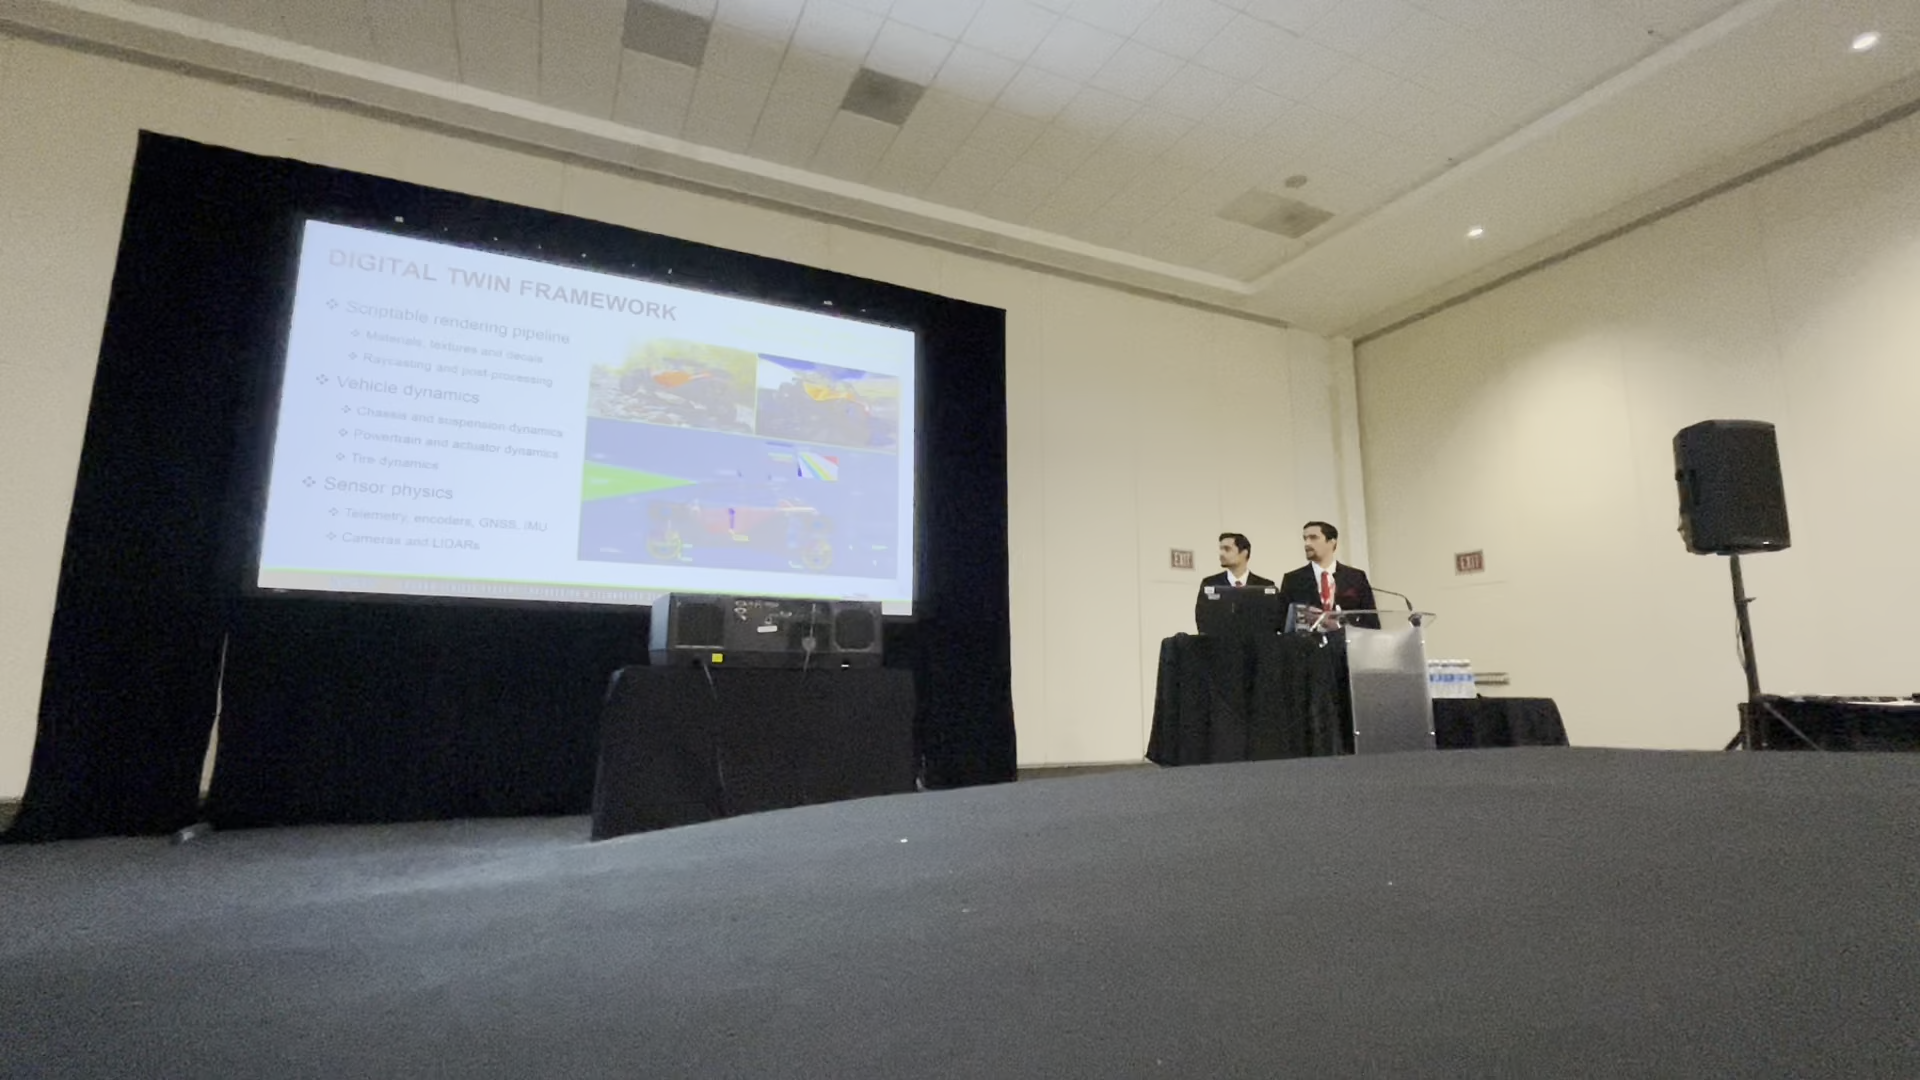 DIGITAL TWIN FRAMEWORK
❖ Scriptable rendering pipeline
❖ Materials, textures and decals
❖ Raycasting and post-processing
❖ Vehicle dynamics
❖ Chassis and suspension dynamics
❖ Powertrain and actuator dynamics
❖ Tire dynamics
❖ Sensor physics
❖ Telemetry, encoders, GNSS, IMU
❖ Cameras and LIDARs
EXIT
EXIT